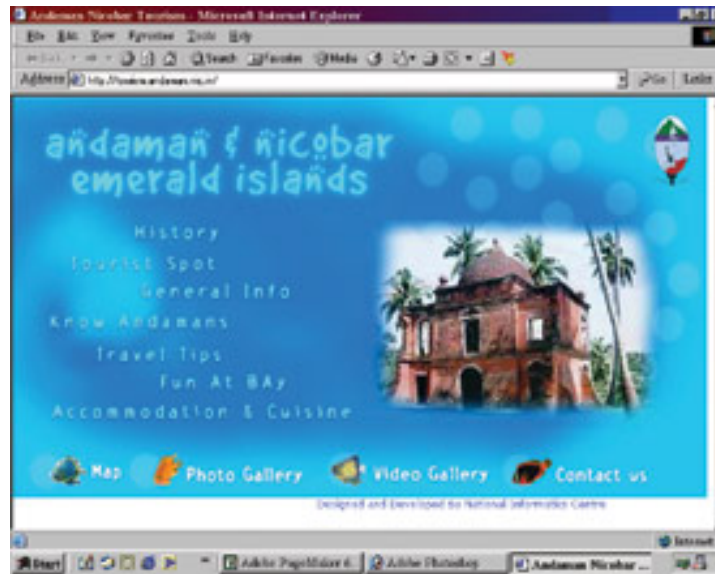 Andaman Nicobar Tourism - Microsoft Internet Explorer
File Edit View Favorites Tools Help
Search Favorites Media
Address
Go Links
andaman & nicobar
emerald islands
History
Tourist Spot
General Info
Know Andamans
Travel Tips
Fun At BAy
Accommodation & Cuisine
Map Photo Gallery Video Gallery Contact us
Designed and Developed by National Informatics Centre
Internet
Start Adobe PageMaker 6. Adobe Photoshop Andaman Nicobar ...